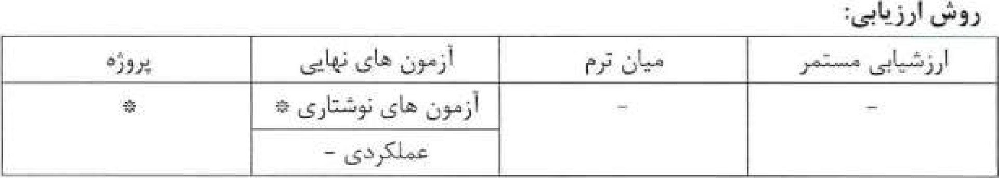 روش ارزیابی:
ارزشیابی مستمر میان ترم آزمون های نهایی پروژه
- - آزمون های نوشتاری * *
عملکردی -